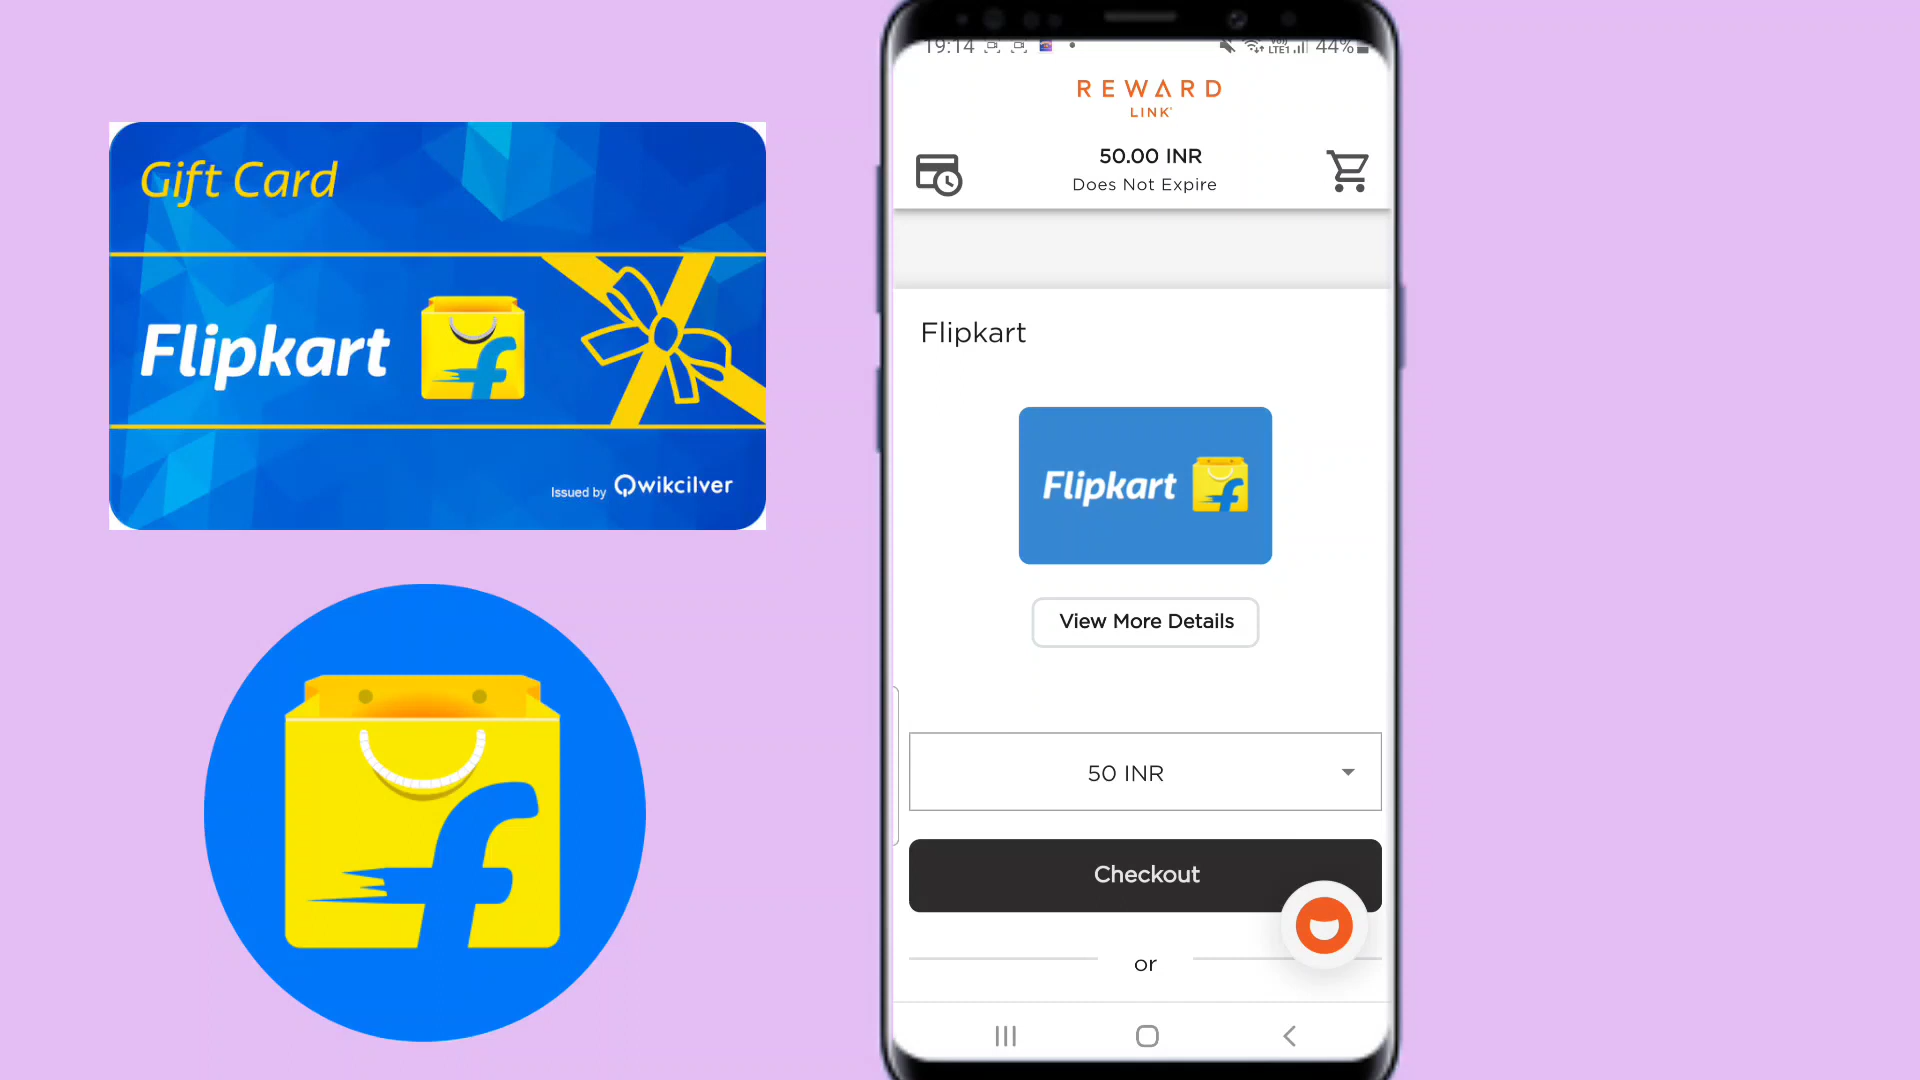 Gift Card
Flipkart
Issued by Qwikcilver
19:14
LTE1 44%
REWARD
LINK
50.00 INR
Does Not Expire
Flipkart
Flipkart
View More Details
50 INR
Checkout
or